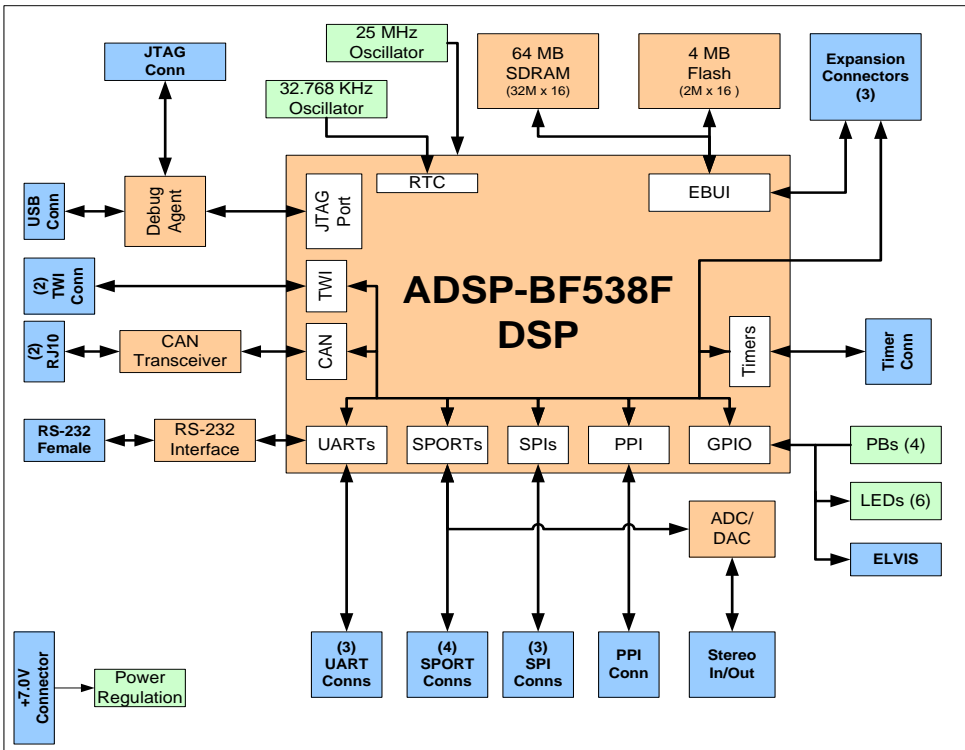 JTAG
Conn
25 MHz
Oscillator
64 MB
SDRAM
(32M x 16)
4 MB
Flash
(2M x 16 )
Expansion
Connectors
(3)
32.768 KHz
Oscillator
RTC
EBUI
USB
Conn
Debug
Agent
JTAG
Port
(2)
TWI
Conn
TWI
ADSP-BF538F
DSP
(2)
RJ10
CAN
Transceiver
CAN
Timers
Timer
Conn
RS-232
Female
RS-232
Interface
UARTs
SPORTs
SPIs
PPI
GPIO
PBs (4)
LEDs (6)
ADC/
DAC
ELVIS
(3)
UART
Conns
(4)
SPORT
Conns
(3)
SPI
Conns
PPI
Conn
Stereo
In/Out
+7.0V
Connector
Power
Regulation